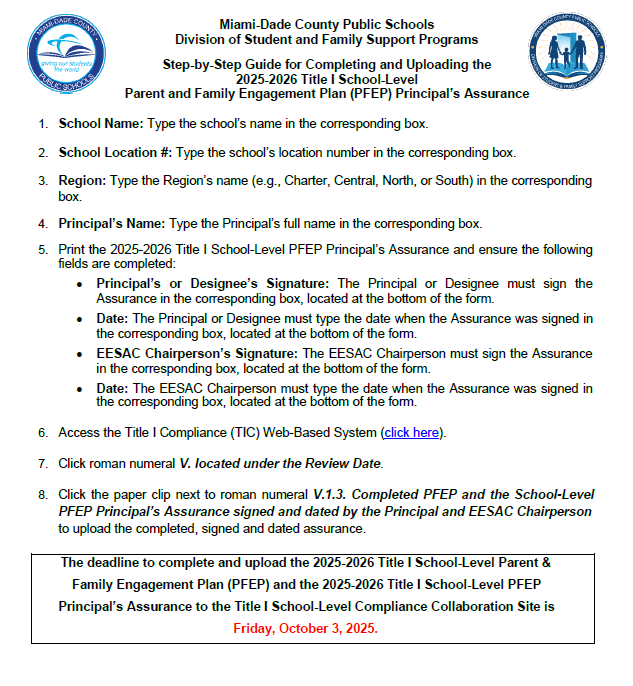 MIAMI-DADE COUNTY
giving our students
the world
PUBLIC SCHOOLS
Miami-Dade County Public Schools
Division of Student and Family Support Programs
Step-by-Step Guide for Completing and Uploading the
2025-2026 Title I School-Level
Parent and Family Engagement Plan (PFEP) Principal's Assurance
1. School Name: Type the school's name in the corresponding box.
2. School Location #: Type the school's location number in the corresponding box.
3. Region: Type the Region's name (e.g., Charter, Central, North, or South) in the corresponding
box.
4. Principal's Name: Type the Principal's full name in the corresponding box.
5. Print the 2025-2026 Title I School-Level PFEP Principal's Assurance and ensure the following
fields are completed:
• Principal's or Designee's Signature: The Principal or Designee must sign the
Assurance in the corresponding box, located at the bottom of the form.
• Date: The Principal or Designee must type the date when the Assurance was signed in
the corresponding box, located at the bottom of the form.
• EESAC Chairperson's Signature: The EESAC Chairperson must sign the Assurance
in the corresponding box, located at the bottom of the form.
• Date: The EESAC Chairperson must type the date when the Assurance was signed in
the corresponding box, located at the bottom of the form.
6. Access the Title I Compliance (TIC) Web-Based System (click here).
7. Click roman numeral V. located under the Review Date.
8. Click the paper clip next to roman numeral V.1.3. Completed PFEP and the School-Level
PFEP Principal's Assurance signed and dated by the Principal and EESAC Chairperson
to upload the completed, signed and dated assurance.
The deadline to complete and upload the 2025-2026 Title I School-Level Parent &
Family Engagement Plan (PFEP) and the 2025-2026 Title I School-Level PFEP
Principal's Assurance to the Title I School-Level Compliance Collaboration Site is
Friday, October 3, 2025.